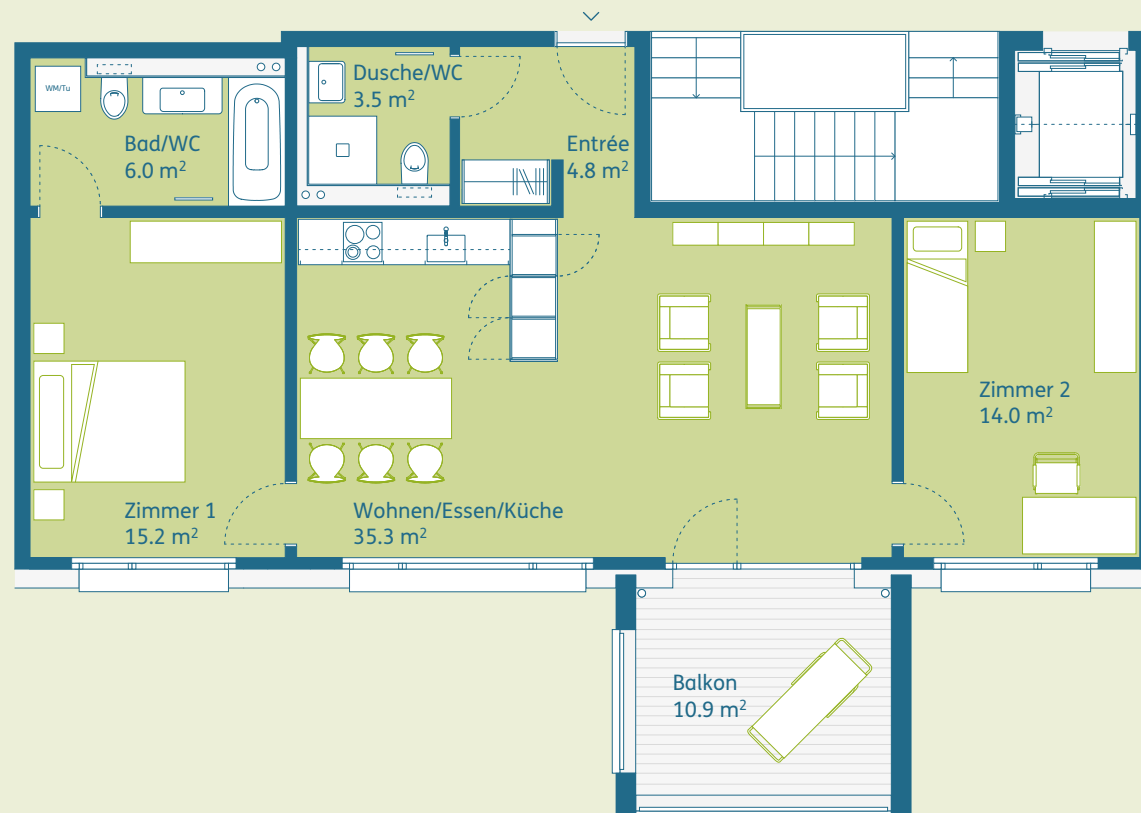 WM/Tu
Bad/WC
6.0 m²
Dusche/WC
3.5 m²
Entrée
4.8 m²
Zimmer 1
15.2 m²
Wohnen/Essen/Küche
35.3 m²
Zimmer 2
14.0 m²
Balkon
10.9 m²